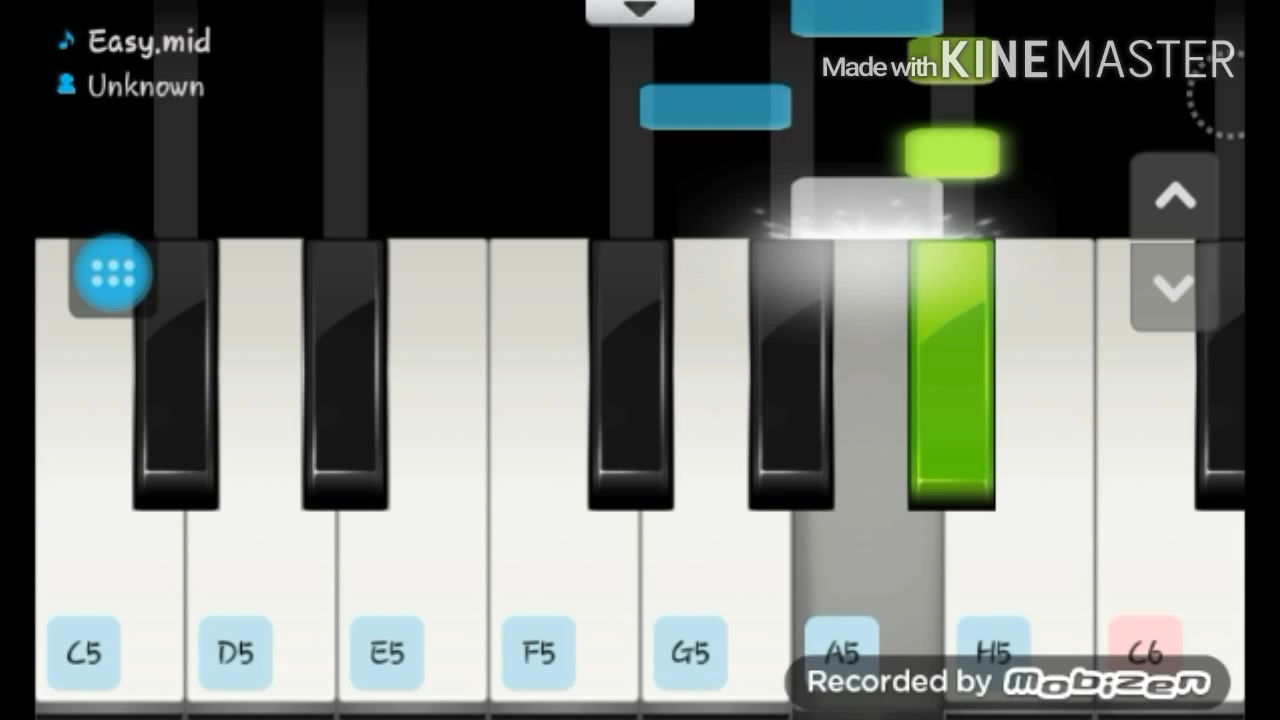 Easy.mid
Unknown
Made with KINEMASTER
C5
D5
E5
F5
G5
A5
H5
C6
Recorded by mobizen